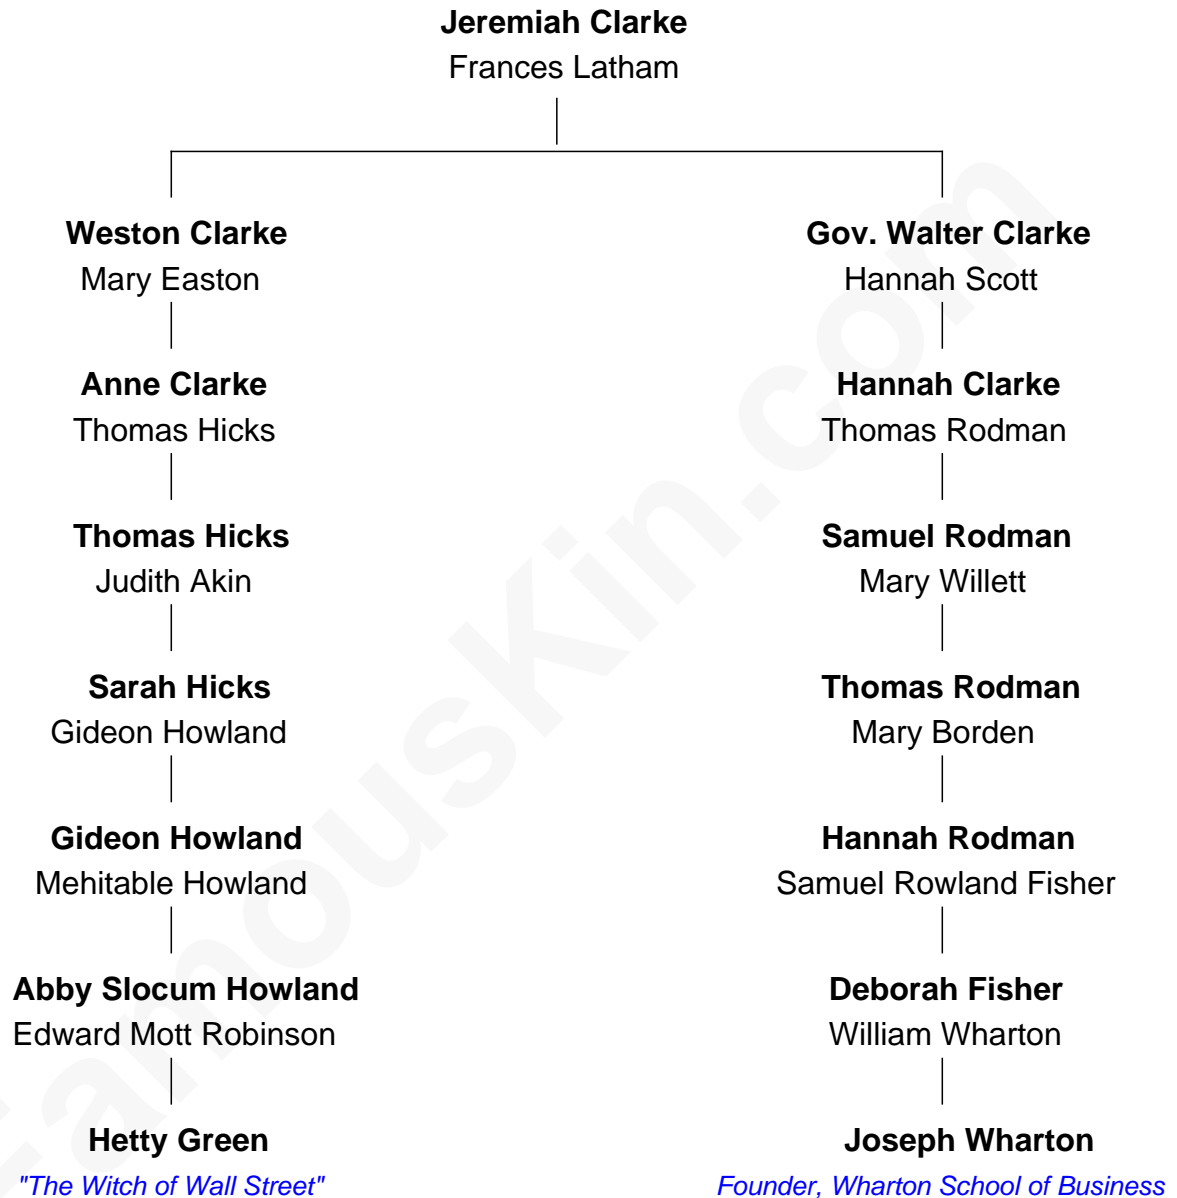 Jeremiah Clarke
Frances Latham
Weston Clarke
Mary Easton
Gov. Walter Clarke
Hannah Scott
Anne Clarke
Thomas Hicks
Hannah Clarke
Thomas Rodman
Thomas Hicks
Judith Akin
Samuel Rodman
Mary Willett
Sarah Hicks
Gideon Howland
Thomas Rodman
Mary Borden
Gideon Howland
Mehitable Howland
Hannah Rodman
Samuel Rowland Fisher
Abby Slocum Howland
Edward Mott Robinson
Deborah Fisher
William Wharton
Hetty Green
"The Witch of Wall Street"
Joseph Wharton
Founder, Wharton School of Business
FamousKin.com